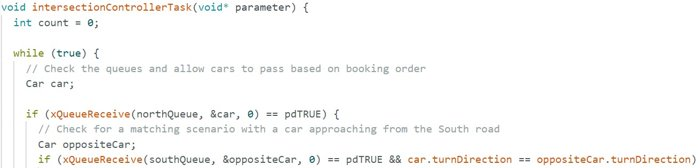 void intersectionControllerTask(void* parameter) {
int count = 0;
while (true) {
// Check the queues and allow cars to pass based on booking order
Car car;
if (xQueueReceive(northQueue, &car, 0) == pdTRUE) {
// Check for a matching scenario with a car approaching from the South road
Car oppositeCar;
if (xQueueReceive(southQueue, &oppositeCar, 0) == pdTRUE && car.turnDirection == oppositeCar.turnDirection)